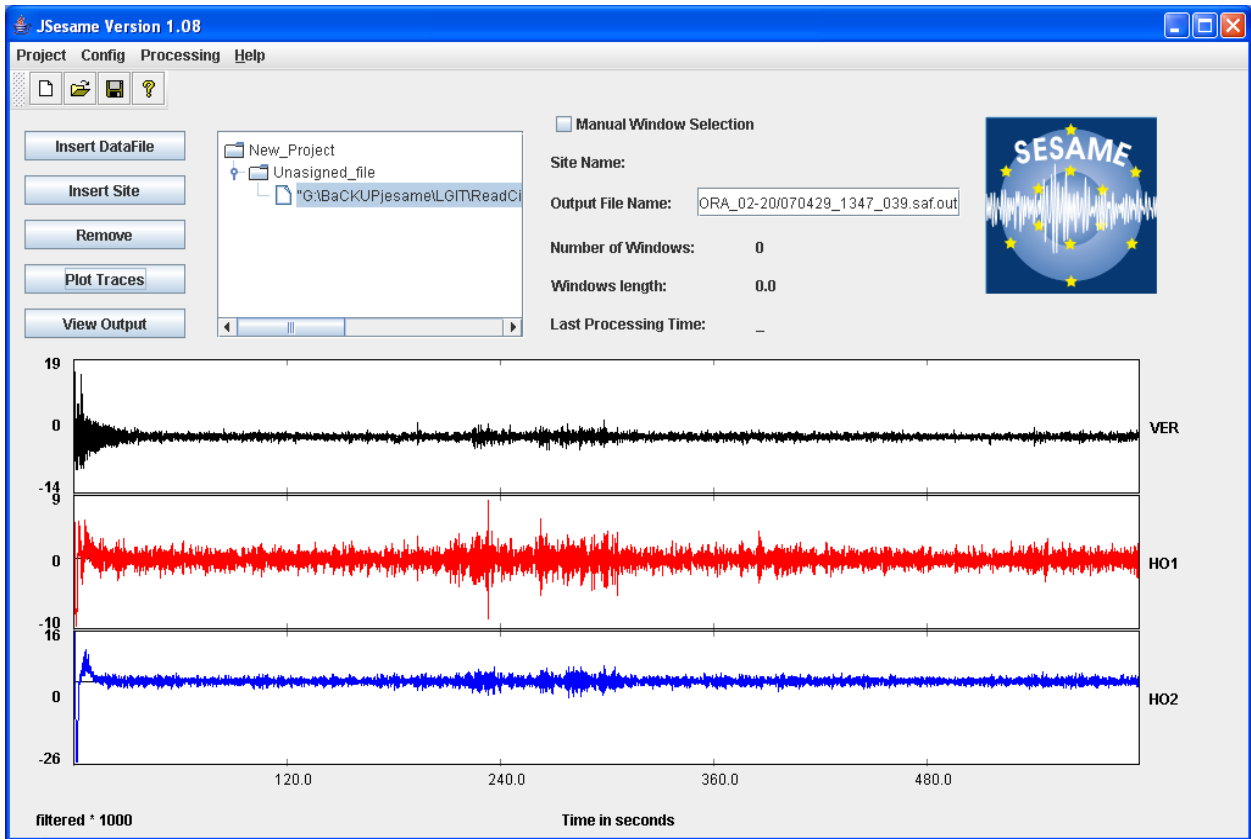 JSesame Version 1.08
Project Config Processing Help
Insert DataFile
Insert Site
Remove
Plot Traces
View Output
New_Project
Unasigned_file
"G:\BaCKUPjesame\LGIT\ReadCi
Manual Window Selection
Site Name:
Output File Name: ORA_02-20/070429_1347_039.saf.out
Number of Windows: 0
Windows length: 0.0
Last Processing Time: _
SESAME
19
0
-14
VER
9
0
-10
HO1
16
0
-26
HO2
120.0 240.0 360.0 480.0
filtered * 1000 Time in seconds